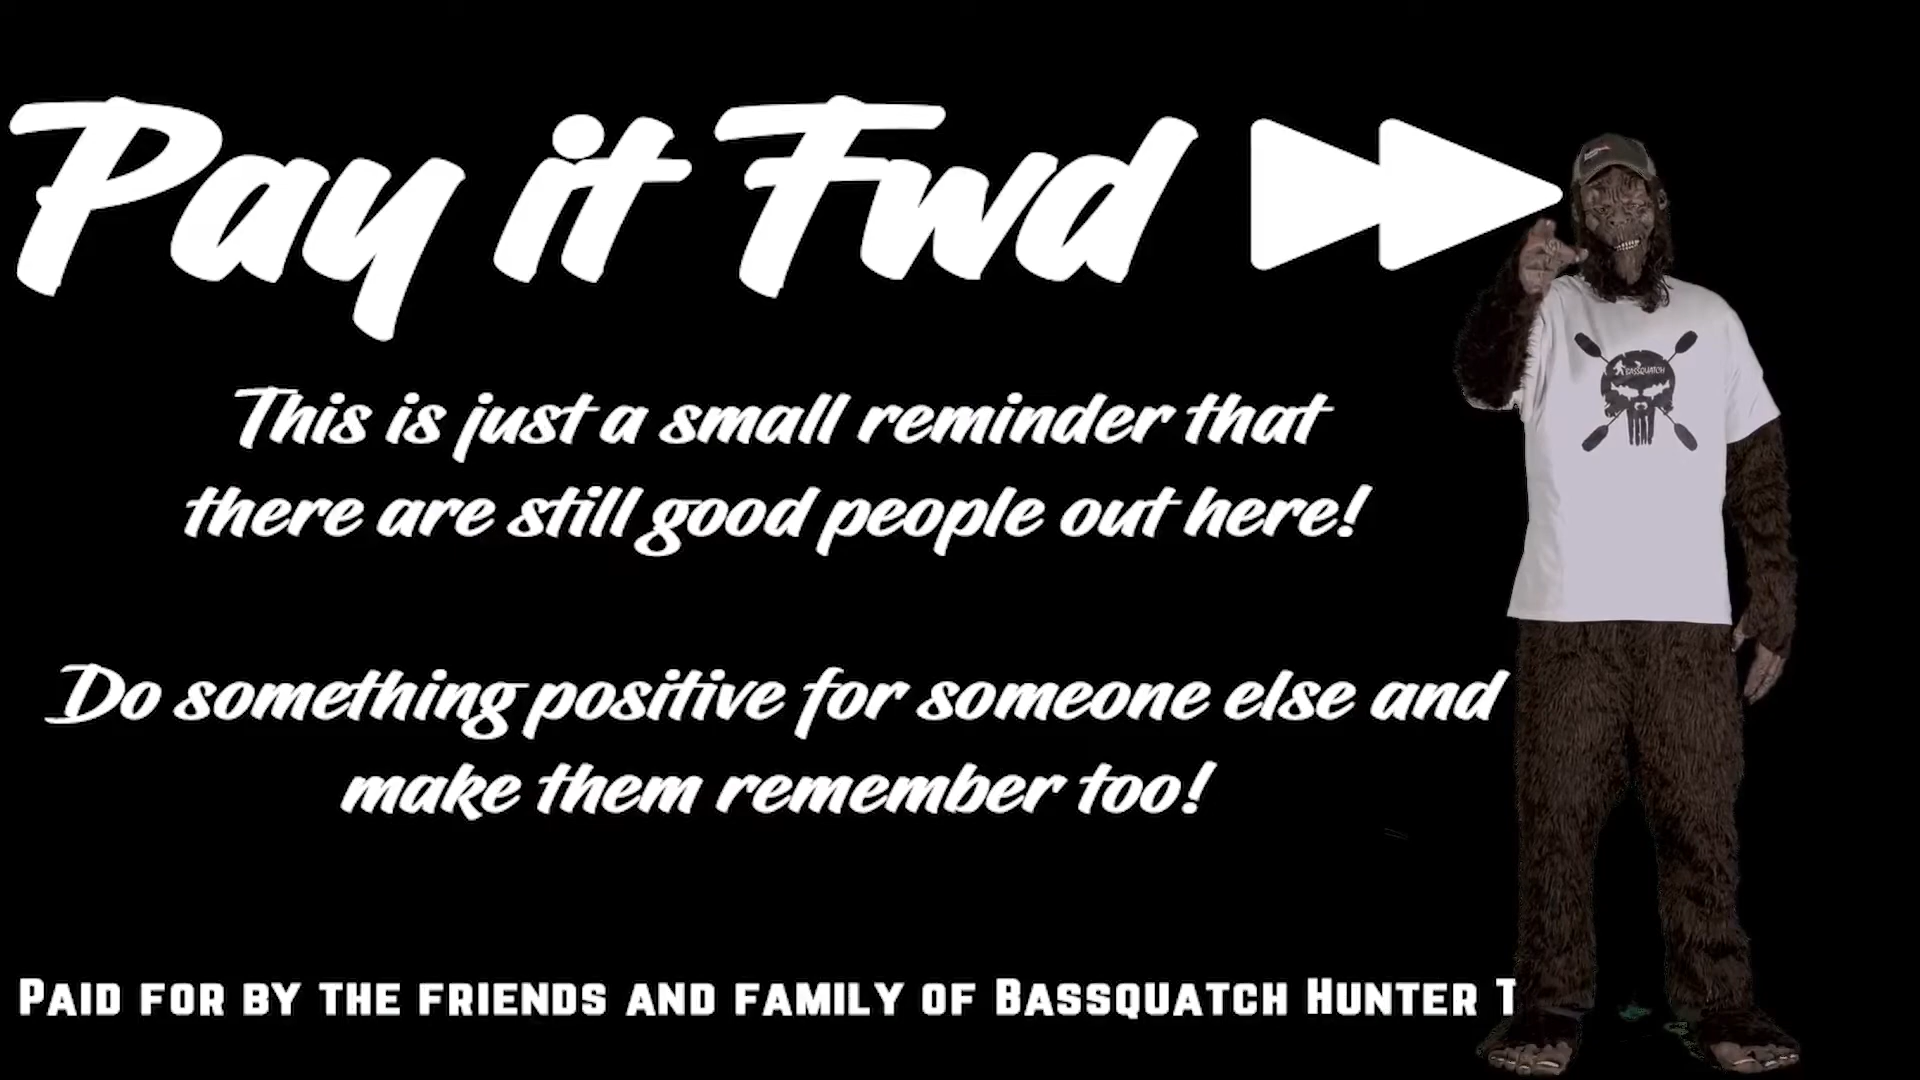 Pay it Fwd
This is just a small reminder that
there are still good people out here!
Do something positive for someone else and
make them remember too!
PAID FOR BY THE FRIENDS AND FAMILY OF BASSQUATCH HUNTER T
BASSQUATCH